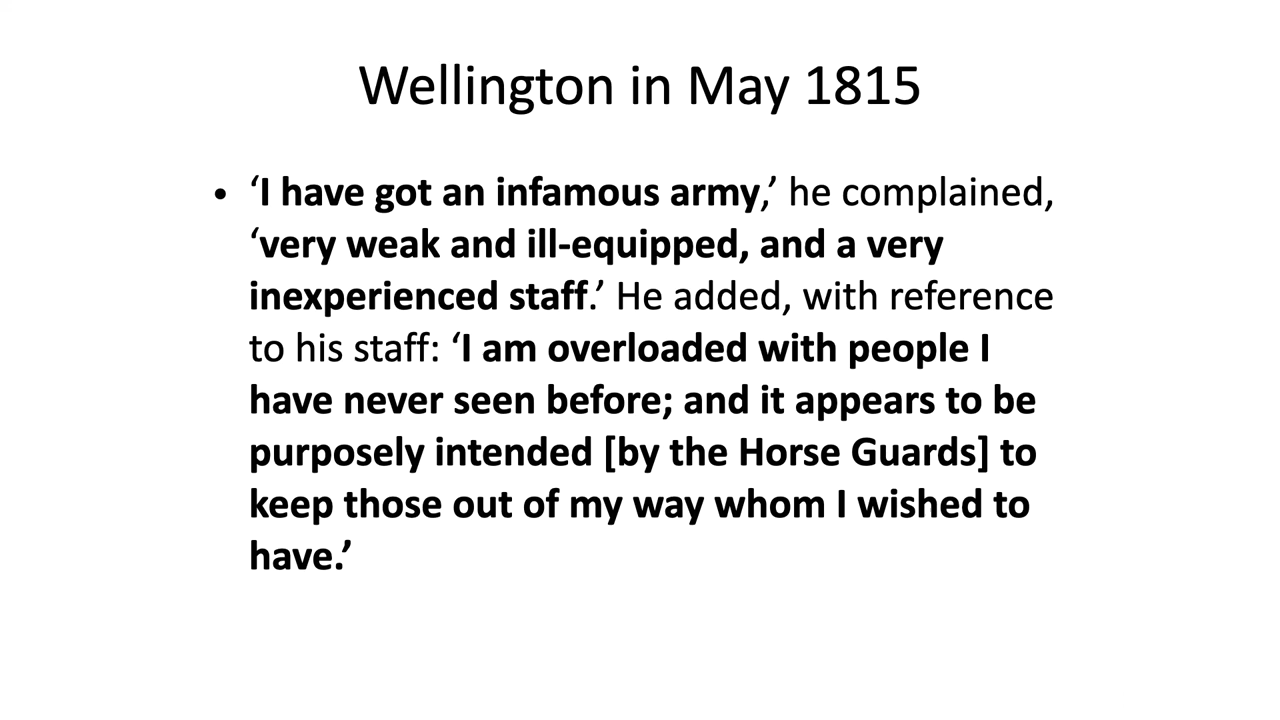 Wellington in May 1815
• ‘I have got an infamous army,’ he complained,
‘very weak and ill-equipped, and a very
inexperienced staff.’ He added, with reference
to his staff: ‘I am overloaded with people I
have never seen before; and it appears to be
purposely intended [by the Horse Guards] to
keep those out of my way whom I wished to
have.’